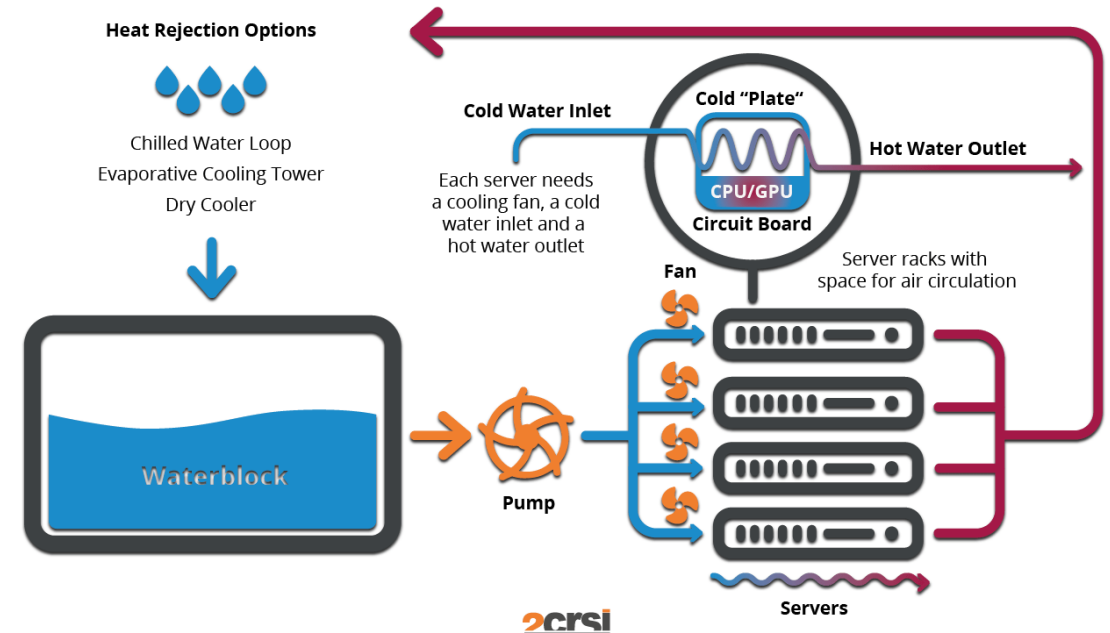 Heat Rejection Options
Chilled Water Loop
Evaporative Cooling Tower
Dry Cooler
Waterblock
Pump
Cold Water Inlet
Each server needs
a cooling fan, a cold
water inlet and a
hot water outlet
Cold “Plate“
CPU/GPU
Circuit Board
Hot Water Outlet
Server racks with
space for air circulation
Fan
Servers
2crsi